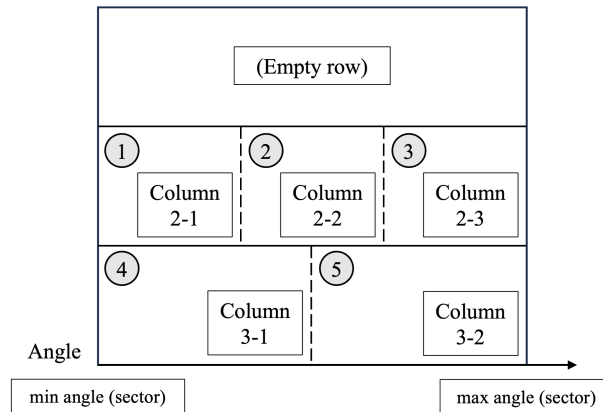 (Empty row)
1
2
3
Column
2-1
Column
2-2
Column
2-3
4
5
Column
3-1
Column
3-2
Angle
min angle (sector)
max angle (sector)